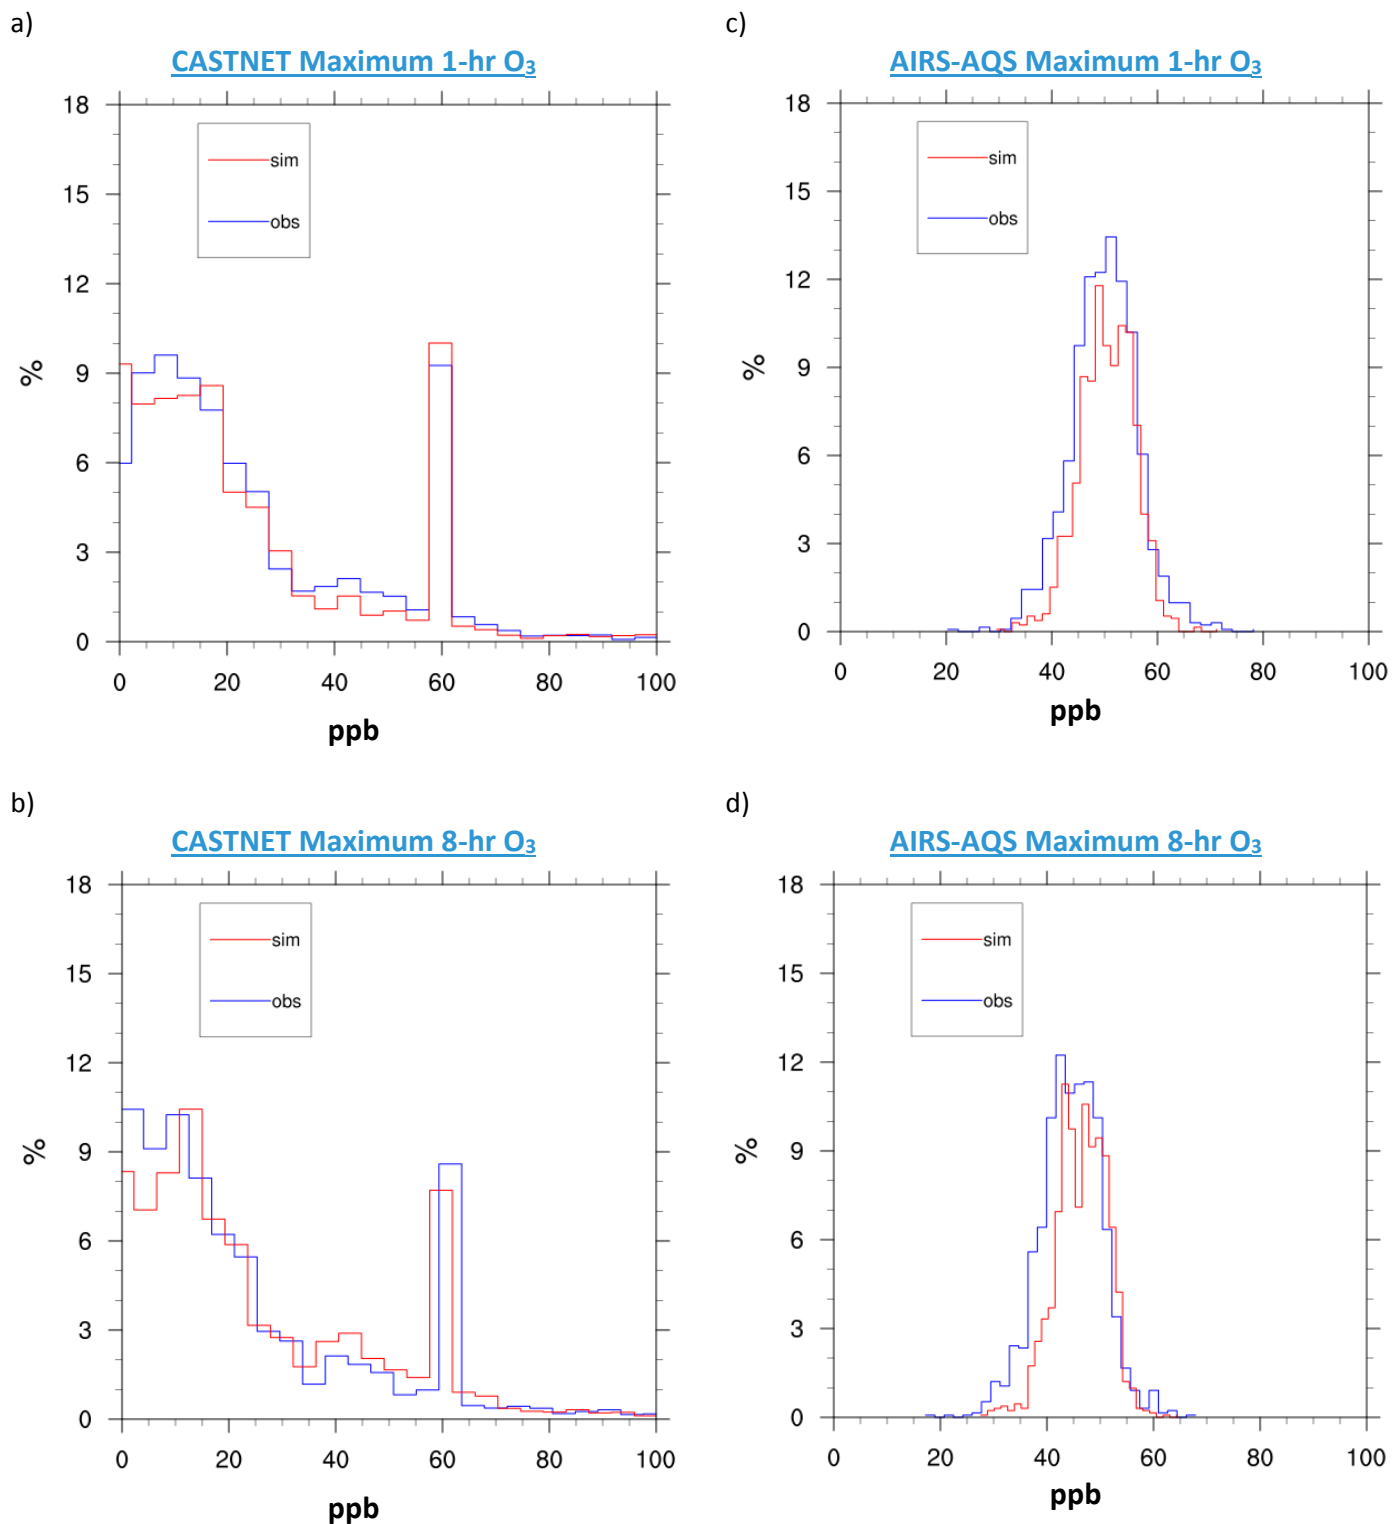 a)
CASTNET Maximum 1-hr O₃
18
15
12
9
6
3
0
%
sim
obs
0 20 40 60 80 100
ppb
c)
AIRS-AQS Maximum 1-hr O₃
18
15
12
9
6
3
0
%
sim
obs
0 20 40 60 80 100
ppb
b)
CASTNET Maximum 8-hr O₃
18
15
12
9
6
3
0
%
sim
obs
0 20 40 60 80 100
ppb
d)
AIRS-AQS Maximum 8-hr O₃
18
15
12
9
6
3
0
%
sim
obs
0 20 40 60 80 100
ppb